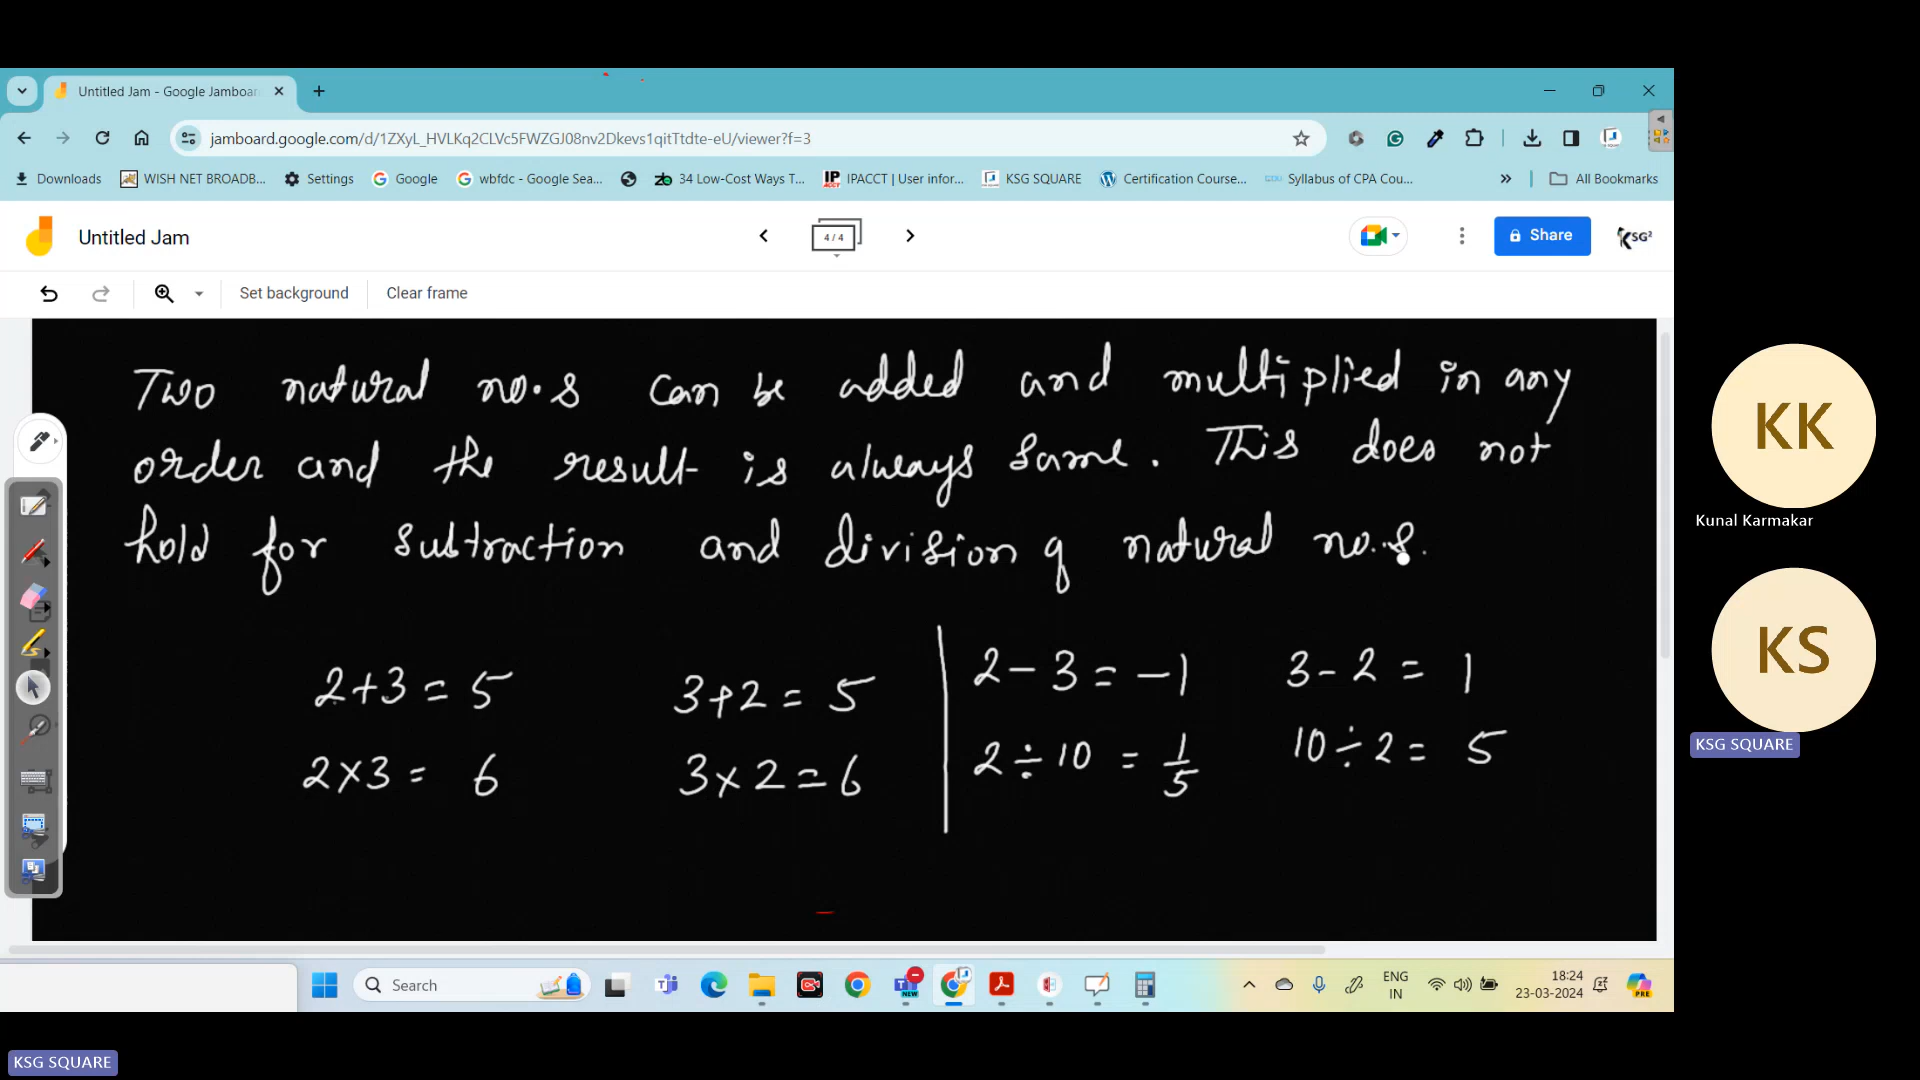 Untitled Jam - Google Jamboar
jamboard.google.com/d/1ZXyL_HVLKq2CLVc5FWZGJ08nv2Dkevs1qitTtdte-eU/viewer?f=3
Downloads WISH NET BROADB... Settings Google wbfdc - Google Sea... 34 Low-Cost Ways T... IPACCT | User infor... KSG SQUARE Certification Course... Syllabus of CPA Cou... » All Bookmarks
Untitled Jam 4 / 4 Share KSG²
Set background Clear frame
Two natural no.s can be added and multiplied in any
order and the result is always same. This does not
hold for subtraction and division of natural no.s.
2+3 = 5 3+2 = 5 2 - 3 = -1 3 - 2 = 1
2×3 = 6 3×2 = 6 2 ÷ 10 = 1/5 10 ÷ 2 = 5
KK
Kunal Karmakar
KS
KSG SQUARE
Search ENG IN 18:24 23-03-2024
KSG SQUARE